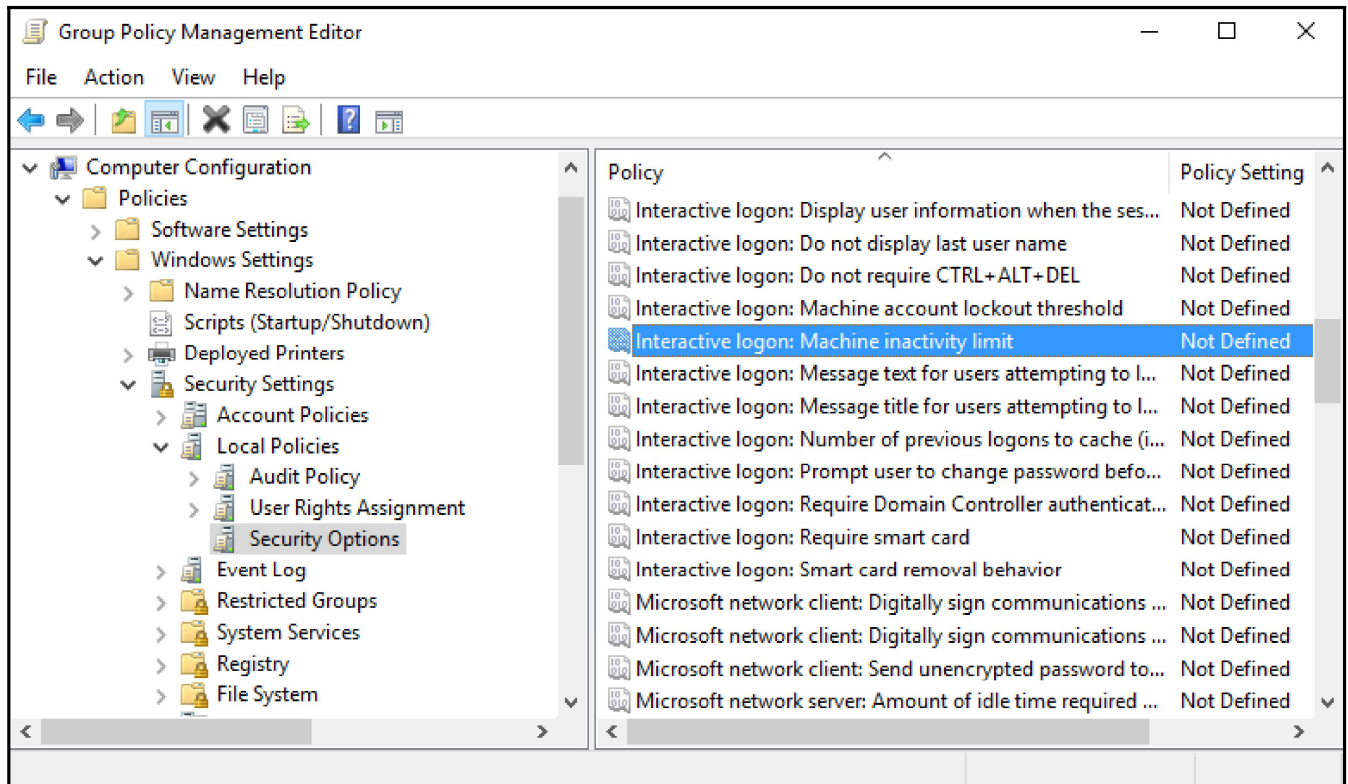 Group Policy Management Editor
File Action View Help
Computer Configuration
Policies
Software Settings
Windows Settings
Name Resolution Policy
Scripts (Startup/Shutdown)
Deployed Printers
Security Settings
Account Policies
Local Policies
Audit Policy
User Rights Assignment
Security Options
Event Log
Restricted Groups
System Services
Registry
File System
Policy Policy Setting
Interactive logon: Display user information when the ses... Not Defined
Interactive logon: Do not display last user name Not Defined
Interactive logon: Do not require CTRL+ALT+DEL Not Defined
Interactive logon: Machine account lockout threshold Not Defined
Interactive logon: Machine inactivity limit Not Defined
Interactive logon: Message text for users attempting to l... Not Defined
Interactive logon: Message title for users attempting to l... Not Defined
Interactive logon: Number of previous logons to cache (i... Not Defined
Interactive logon: Prompt user to change password befo... Not Defined
Interactive logon: Require Domain Controller authenticat... Not Defined
Interactive logon: Require smart card Not Defined
Interactive logon: Smart card removal behavior Not Defined
Microsoft network client: Digitally sign communications ... Not Defined
Microsoft network client: Digitally sign communications ... Not Defined
Microsoft network client: Send unencrypted password to... Not Defined
Microsoft network server: Amount of idle time required ... Not Defined